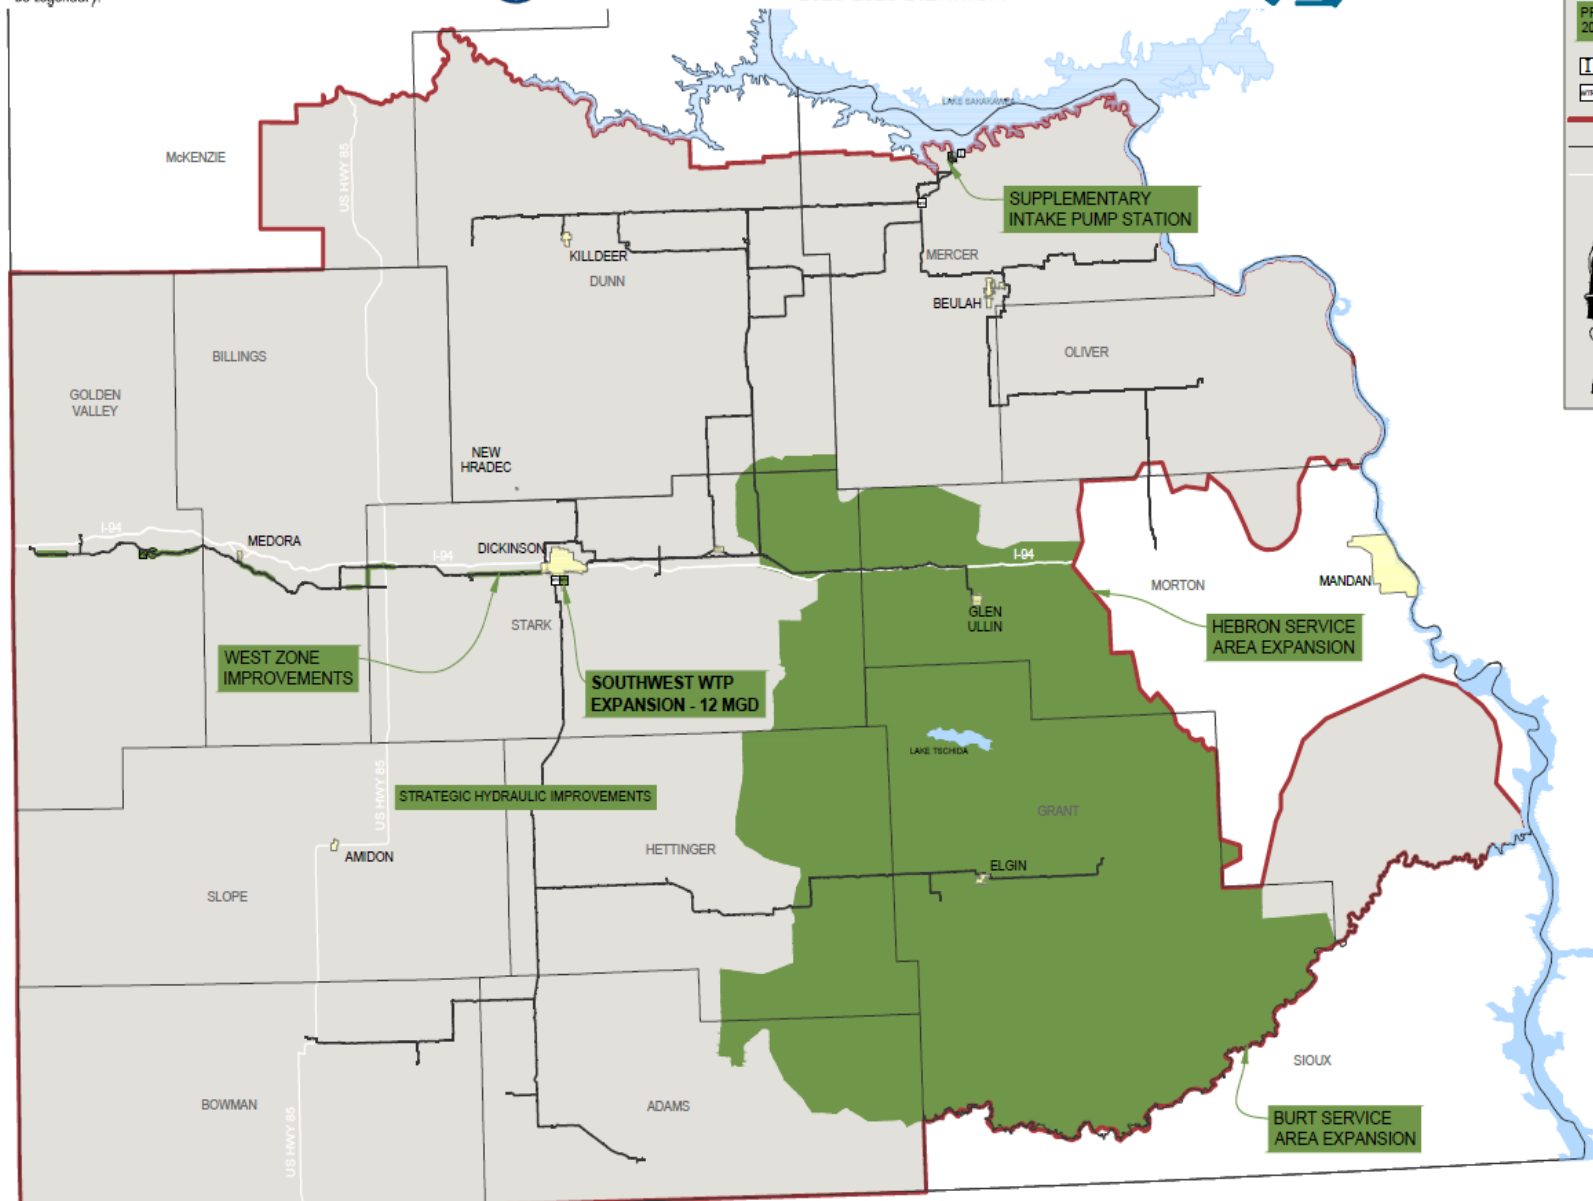 be Legendary.
LAKE SAKAKAWEA
McKENZIE
US HWY 85
SUPPLEMENTARY
INTAKE PUMP STATION
KILLDEER
DUNN
MERCER
BEULAH
BILLINGS
OLIVER
GOLDEN
VALLEY
NEW
HRADEC
I-94
MEDORA
DICKINSON
I-94
I-94
MORTON
MANDAN
GLEN
ULLIN
STARK
HEBRON SERVICE
AREA EXPANSION
WEST ZONE
IMPROVEMENTS
SOUTHWEST WTP
EXPANSION - 12 MGD
LAKE TSCHIDA
US HWY 85
STRATEGIC HYDRAULIC IMPROVEMENTS
GRANT
AMIDON
HETTINGER
ELGIN
SLOPE
SIOUX
BOWMAN
ADAMS
BURT SERVICE
AREA EXPANSION
US HWY 85